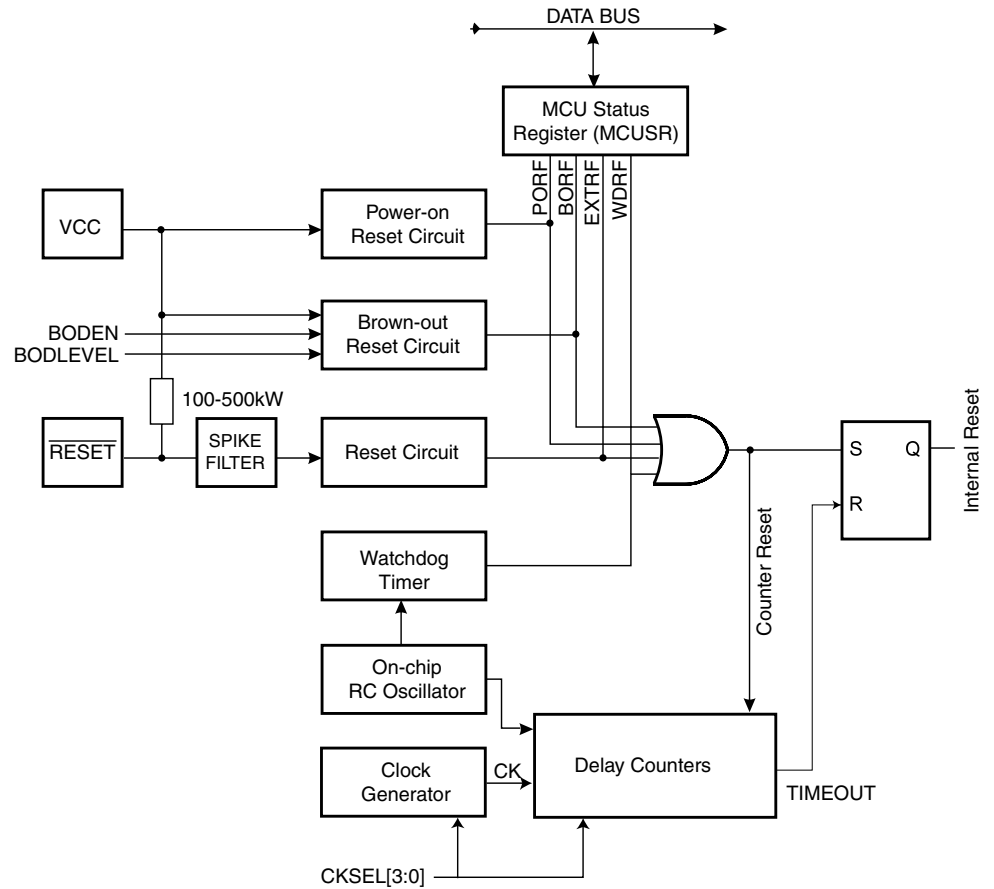 DATA BUS
MCU Status
Register (MCUSR)
PORF
BORF
EXTRF
WDRF
VCC
Power-on
Reset Circuit
BODEN
BODLEVEL
Brown-out
Reset Circuit
100-500kW
RESET
SPIKE
FILTER
Reset Circuit
S
Q
R
Internal Reset
Watchdog
Timer
Counter Reset
On-chip
RC Oscillator
Clock
Generator
CK
Delay Counters
TIMEOUT
CKSEL[3:0]